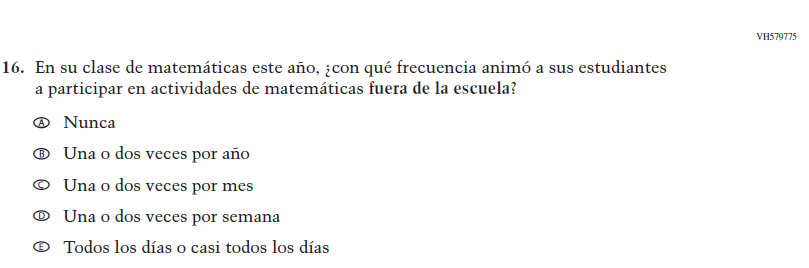 VH579775
16. En su clase de matemáticas este año, ¿con qué frecuencia animó a sus estudiantes
a participar en actividades de matemáticas fuera de la escuela?
A Nunca
B Una o dos veces por año
C Una o dos veces por mes
D Una o dos veces por semana
E Todos los días o casi todos los días